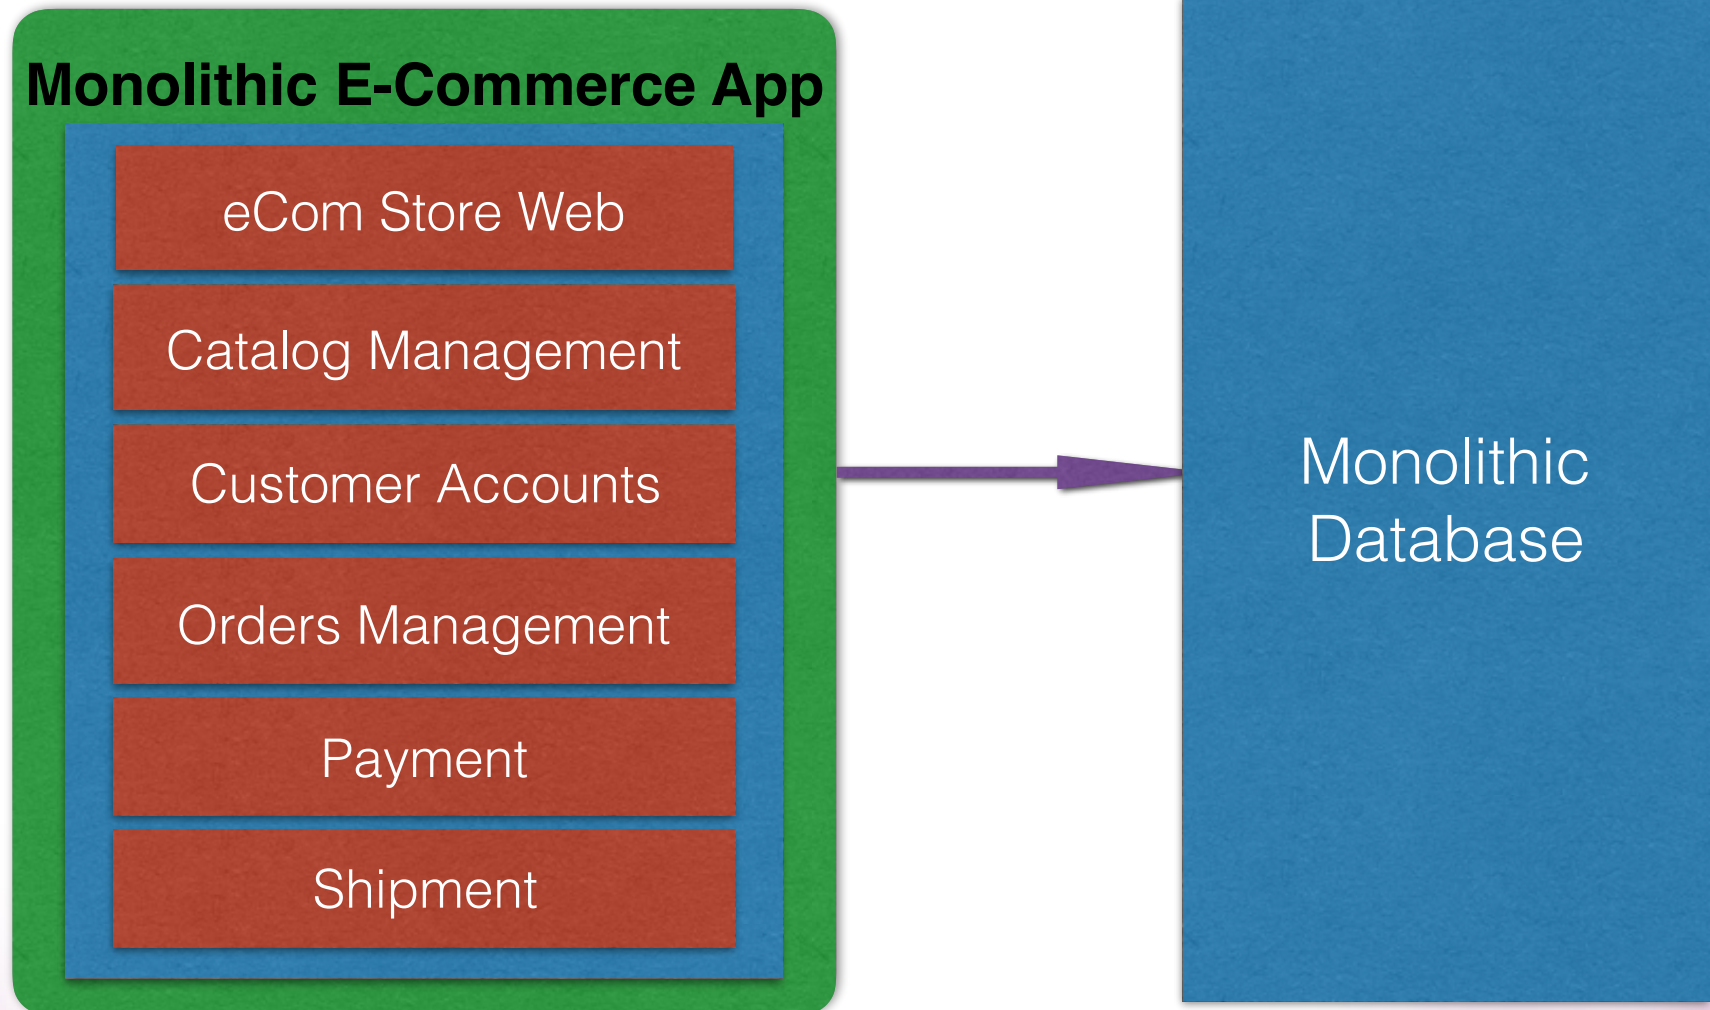 Monolithic E-Commerce App
eCom Store Web
Catalog Management
Customer Accounts
Orders Management
Payment
Shipment
Monolithic
Database